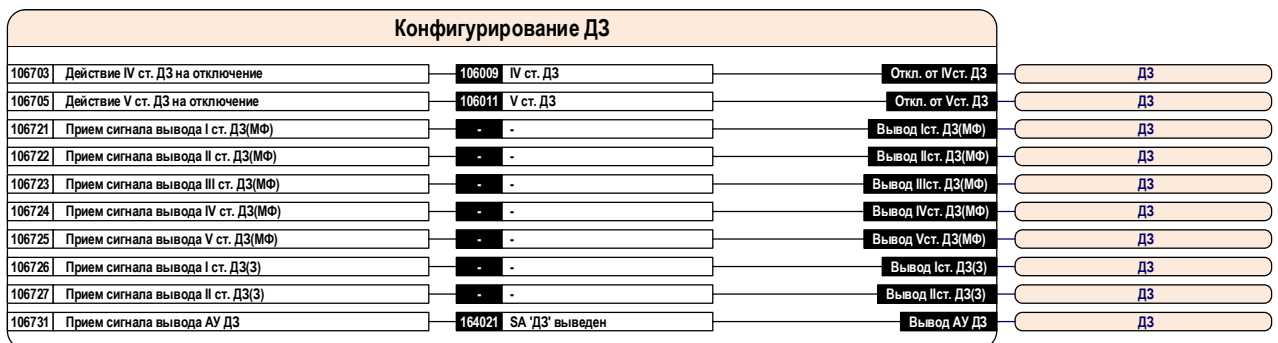 Конфигурирование ДЗ
106703 Действие IV ст. ДЗ на отключение 106009 IV ст. ДЗ Откл. от IVст. ДЗ ДЗ
106705 Действие V ст. ДЗ на отключение 106011 V ст. ДЗ Откл. от Vст. ДЗ ДЗ
106721 Прием сигнала вывода I ст. ДЗ(МФ) - - Вывод Iст. ДЗ(МФ) ДЗ
106722 Прием сигнала вывода II ст. ДЗ(МФ) - - Вывод IIст. ДЗ(МФ) ДЗ
106723 Прием сигнала вывода III ст. ДЗ(МФ) - - Вывод IIIст. ДЗ(МФ) ДЗ
106724 Прием сигнала вывода IV ст. ДЗ(МФ) - - Вывод IVст. ДЗ(МФ) ДЗ
106725 Прием сигнала вывода V ст. ДЗ(МФ) - - Вывод Vст. ДЗ(МФ) ДЗ
106726 Прием сигнала вывода I ст. ДЗ(З) - - Вывод Iст. ДЗ(З) ДЗ
106727 Прием сигнала вывода II ст. ДЗ(З) - - Вывод IIст. ДЗ(З) ДЗ
106731 Прием сигнала вывода АУ ДЗ 164021 SA 'ДЗ' выведен Вывод АУ ДЗ ДЗ